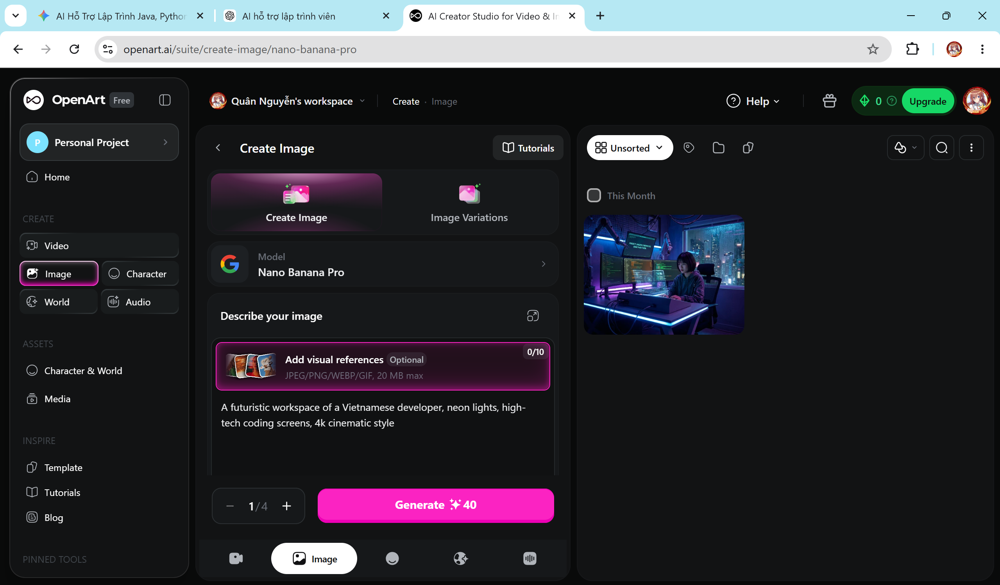 AI Hỗ Trợ Lập Trình Java, Python
AI hỗ trợ lập trình viên
AI Creator Studio for Video & In
openart.ai/suite/create-image/nano-banana-pro
OpenArt Free
Quân Nguyễn's workspace
Create · Image
Help
0
Upgrade
P Personal Project
Home
CREATE
Video
Image
Character
World
Audio
ASSETS
Character & World
Media
INSPIRE
Template
Tutorials
Blog
PINNED TOOLS
Create Image
Tutorials
Create Image
Image Variations
Model
Nano Banana Pro
Describe your image
Add visual references Optional
0/10
JPEG/PNG/WEBP/GIF, 20 MB max
A futuristic workspace of a Vietnamese developer, neon lights, high-
tech coding screens, 4k cinematic style
1/4
Generate 40
Image
Unsorted
This Month